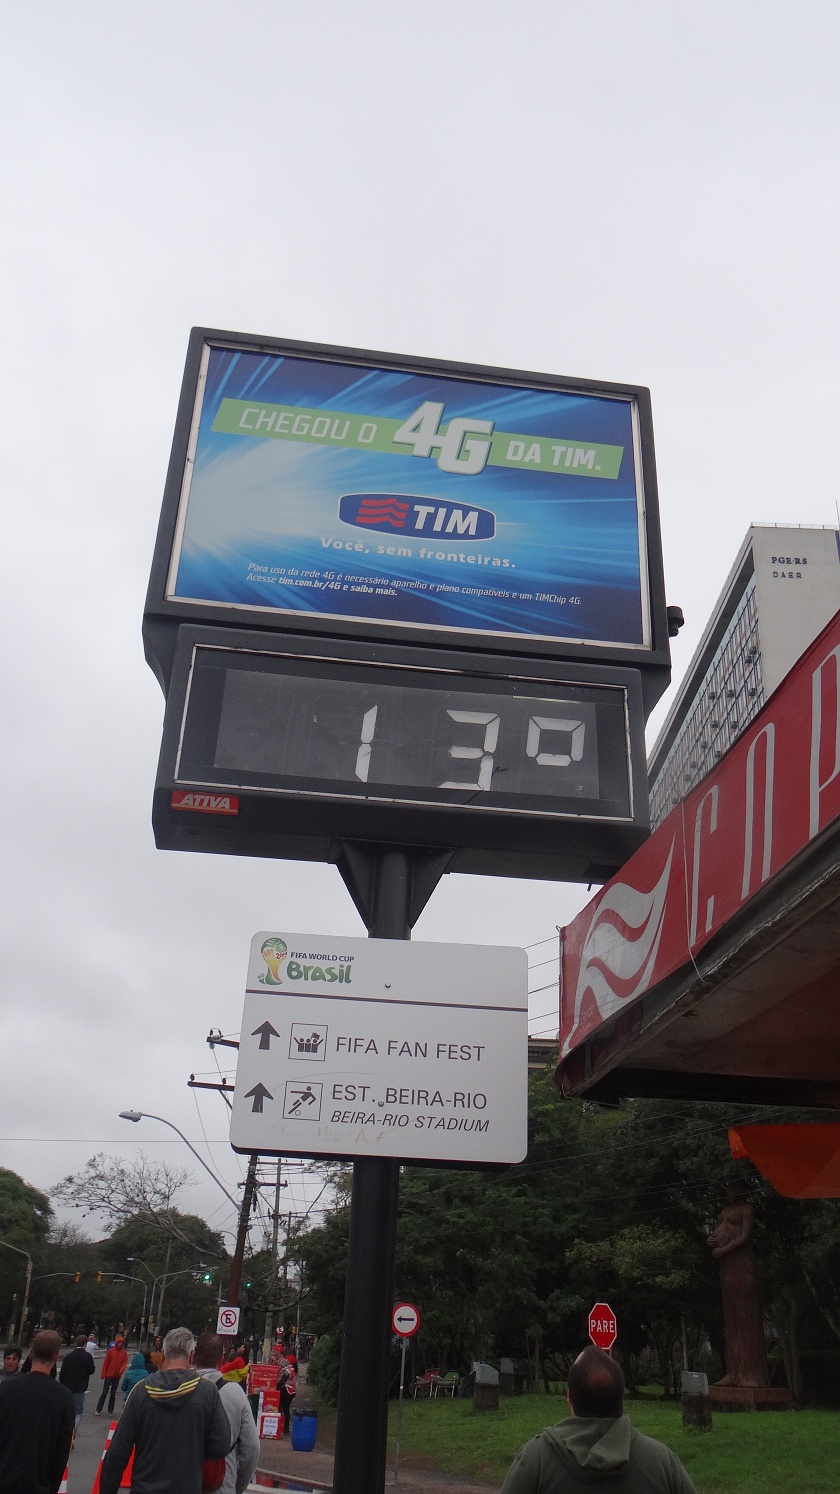 CHEGOU O 4G DA TIM.
TIM
Você, sem fronteiras.
Para uso da rede 4G é necessário aparelho e plano compatíveis e um TIMChip 4G.
Acesse tim.com.br/4G e saiba mais.
13°
ATIVA
PGE-RS
DAER
COP
FIFA WORLD CUP
Brasil
FIFA FAN FEST
EST. BEIRA-RIO
BEIRA-RIO STADIUM
E
PARE